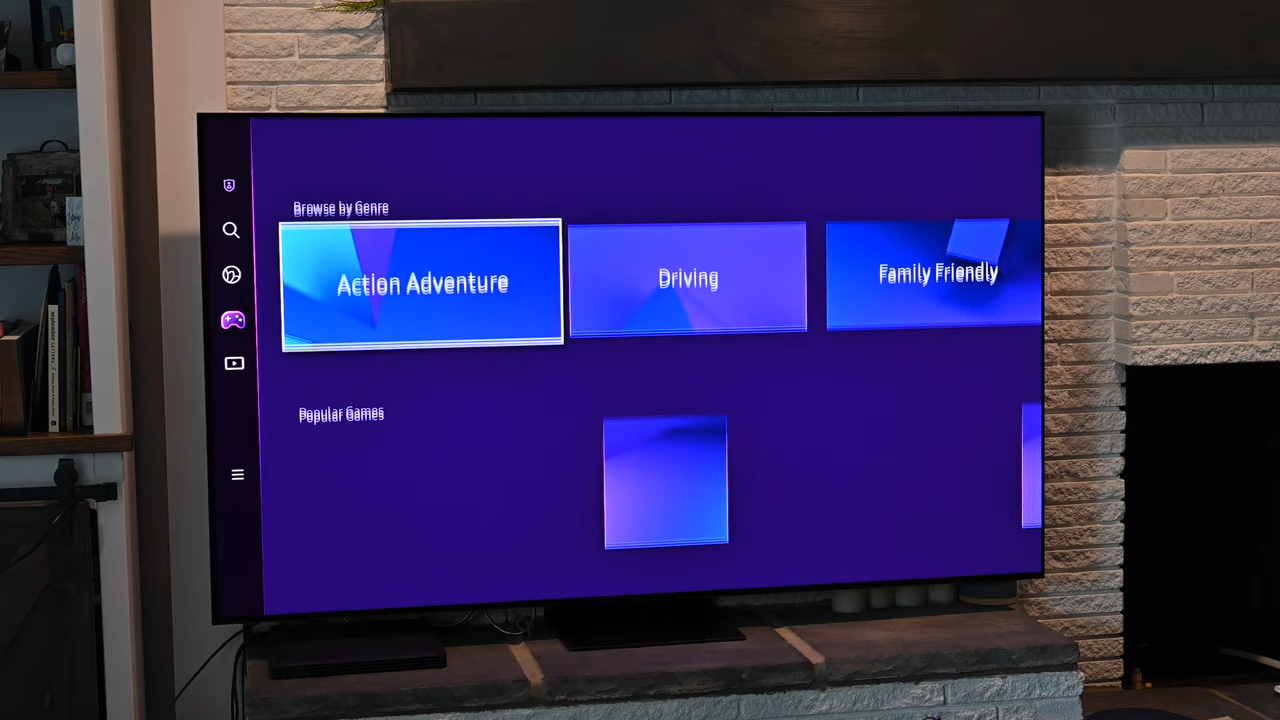 Browse by Genre
Action Adventure
Driving
Family Friendly
Popular Games